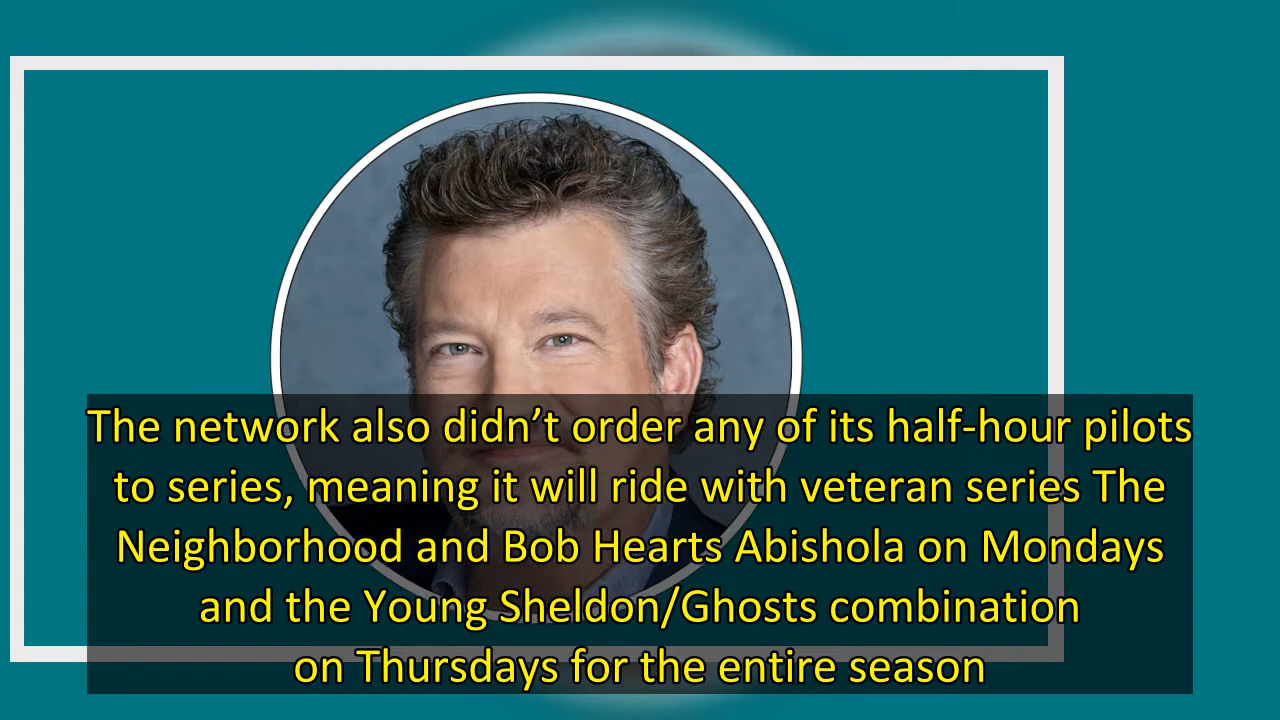 The network also didn’t order any of its half-hour pilots
to series, meaning it will ride with veteran series The
Neighborhood and Bob Hearts Abishola on Mondays
and the Young Sheldon/Ghosts combination
on Thursdays for the entire season